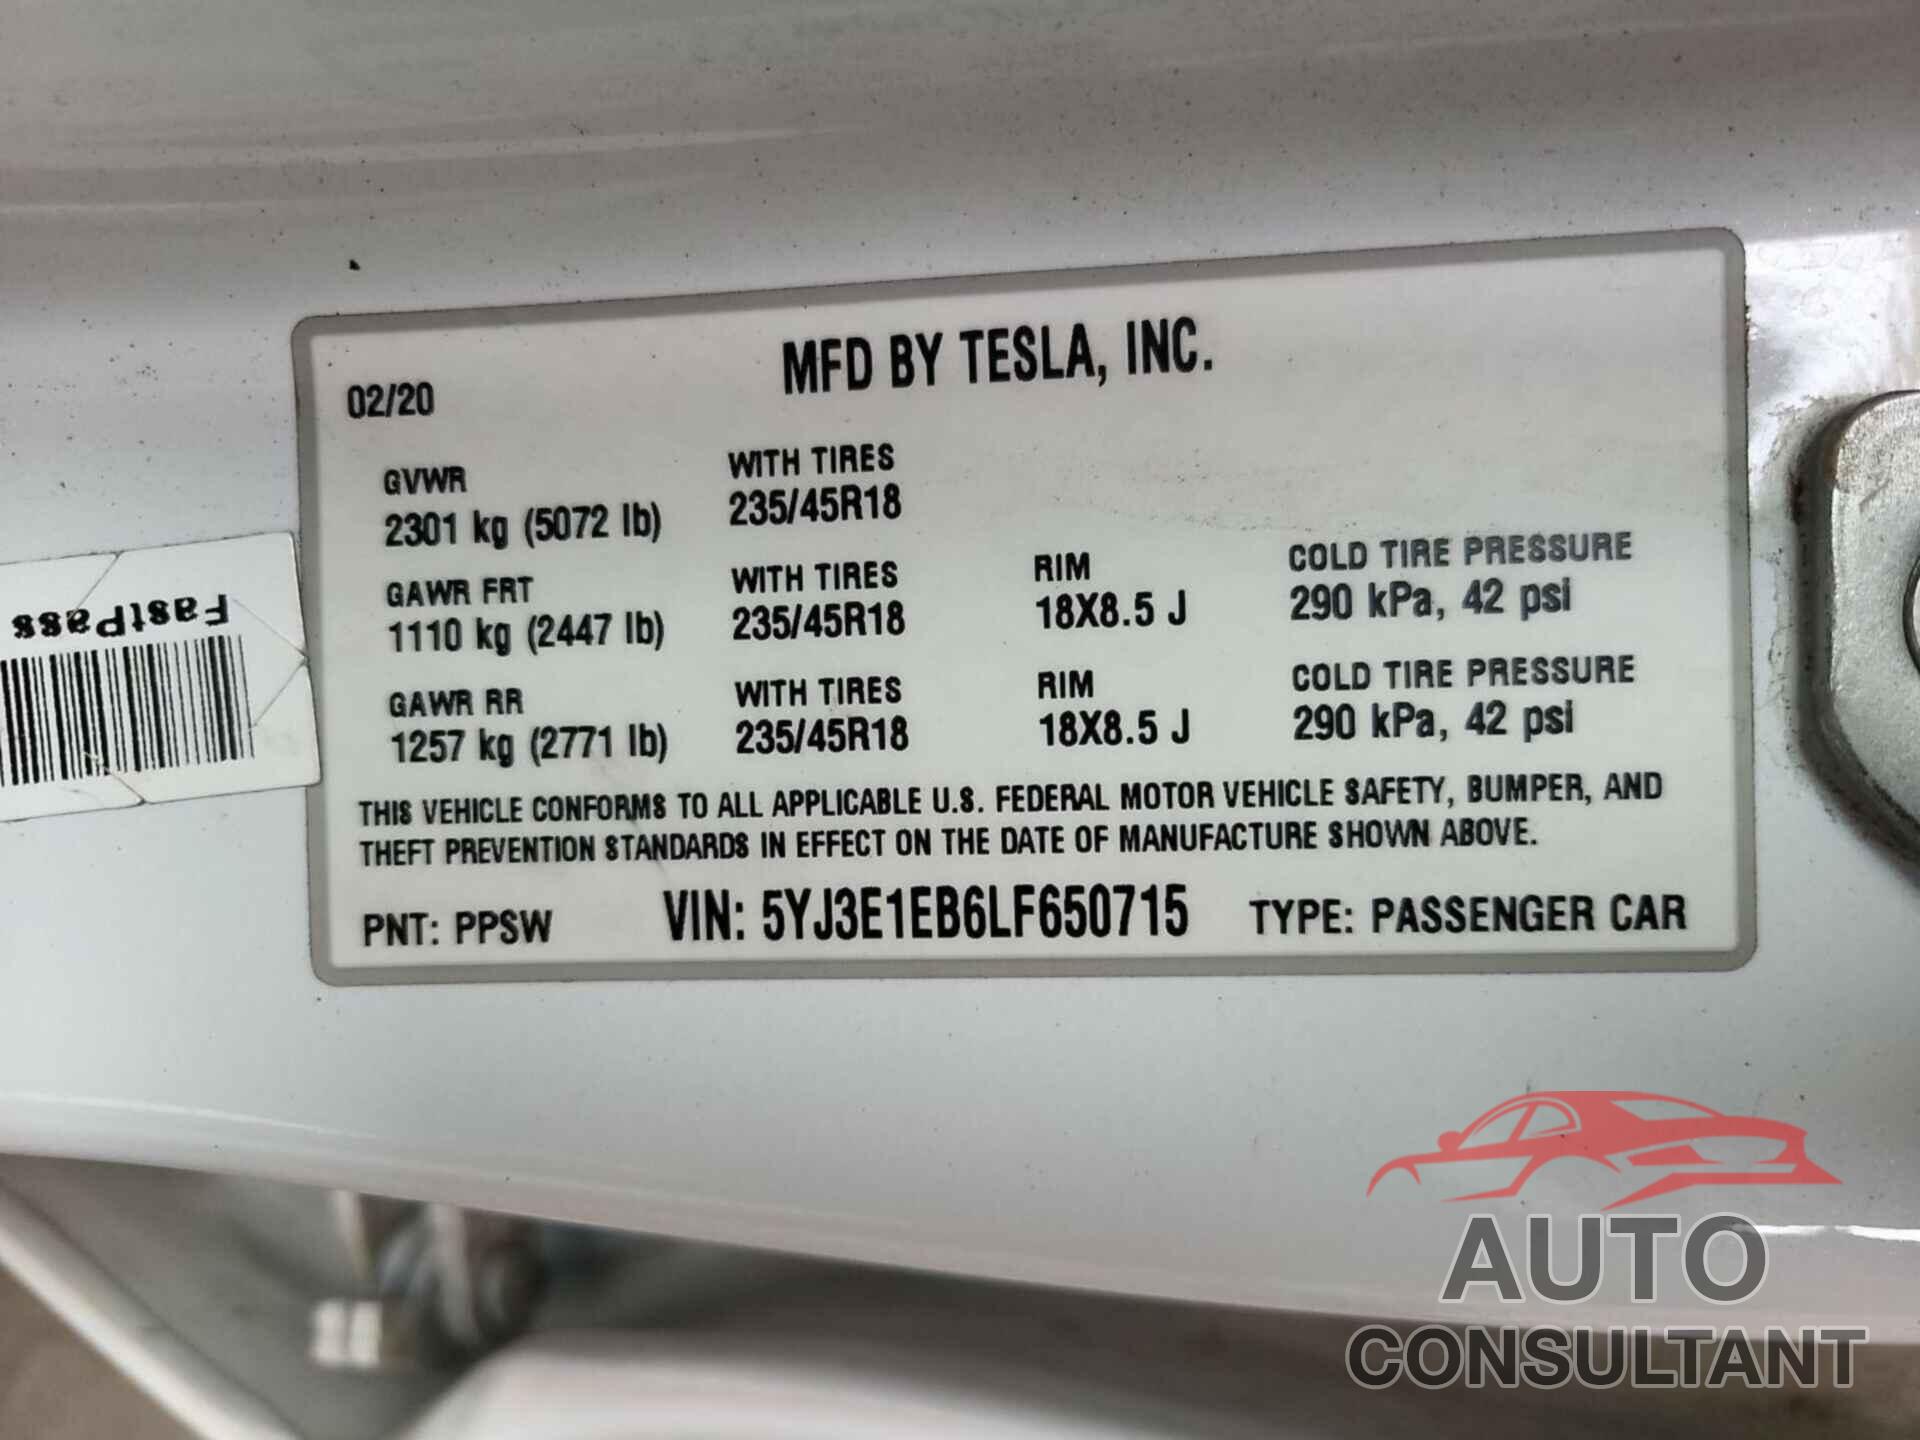 MFD BY TESLA, INC.
02/20
GVWR WITH TIRES
2301 kg (5072 lb) 235/45R18
GAWR FRT WITH TIRES RIM COLD TIRE PRESSURE
1110 kg (2447 lb) 235/45R18 18X8.5 J 290 kPa, 42 psi
GAWR RR WITH TIRES RIM COLD TIRE PRESSURE
1257 kg (2771 lb) 235/45R18 18X8.5 J 290 kPa, 42 psi
THIS VEHICLE CONFORMS TO ALL APPLICABLE U.S. FEDERAL MOTOR VEHICLE SAFETY, BUMPER, AND
THEFT PREVENTION STANDARDS IN EFFECT ON THE DATE OF MANUFACTURE SHOWN ABOVE.
PNT: PPSW VIN: 5YJ3E1EB6LF650715 TYPE: PASSENGER CAR
FastPass
AUTO
CONSULTANT